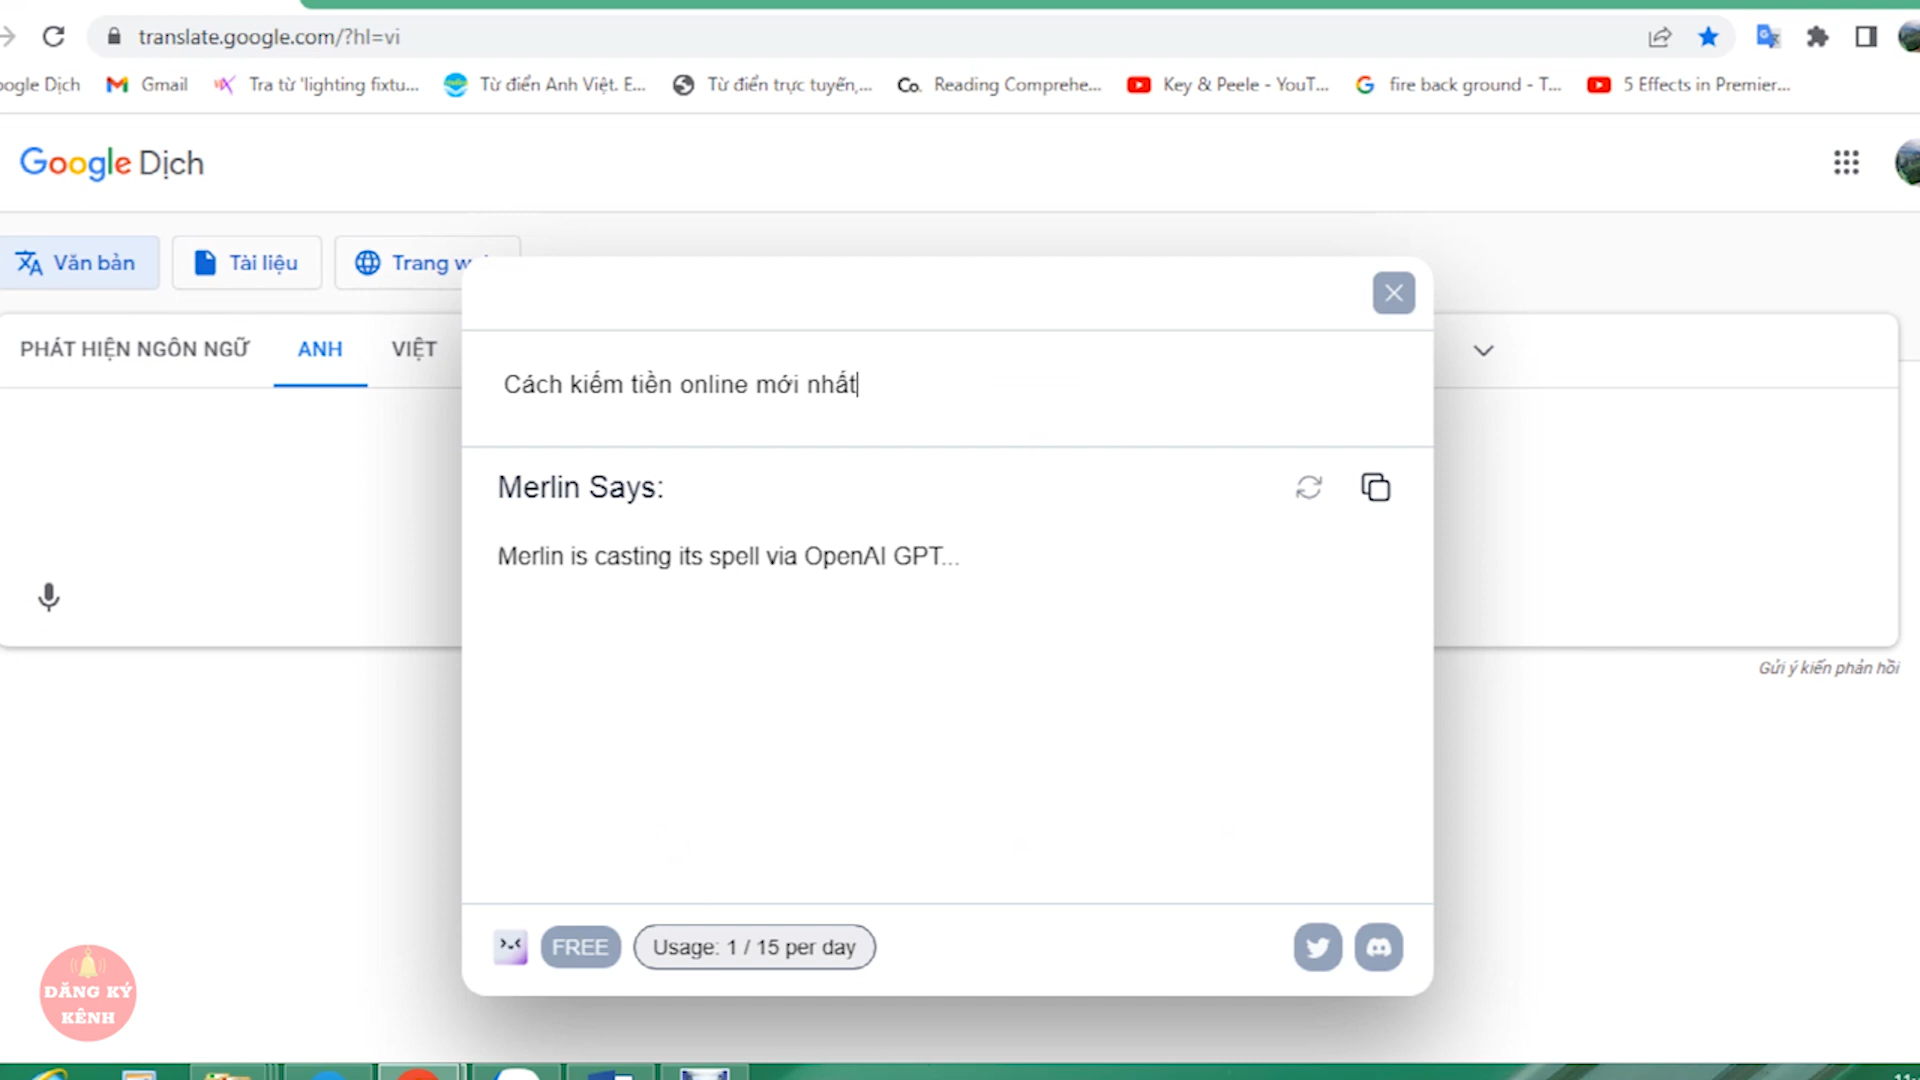 translate.google.com/?hl=vi
oogle Dịch
Gmail
Tra từ 'lighting fixtu...
Từ điển Anh Việt. E...
Từ điển trực tuyến,...
Co.
Reading Comprehe...
Key & Peele - YouT...
fire back ground - T...
5 Effects in Premier...
Google Dịch
Văn bản
Tài liệu
Trang w
PHÁT HIỆN NGÔN NGỮ
ANH
VIỆT
Cách kiếm tiền online mới nhất
Merlin Says:
Merlin is casting its spell via OpenAI GPT...
Gửi ý kiến phản hồi
FREE
Usage: 1 / 15 per day
ĐĂNG KÝ
KÊNH